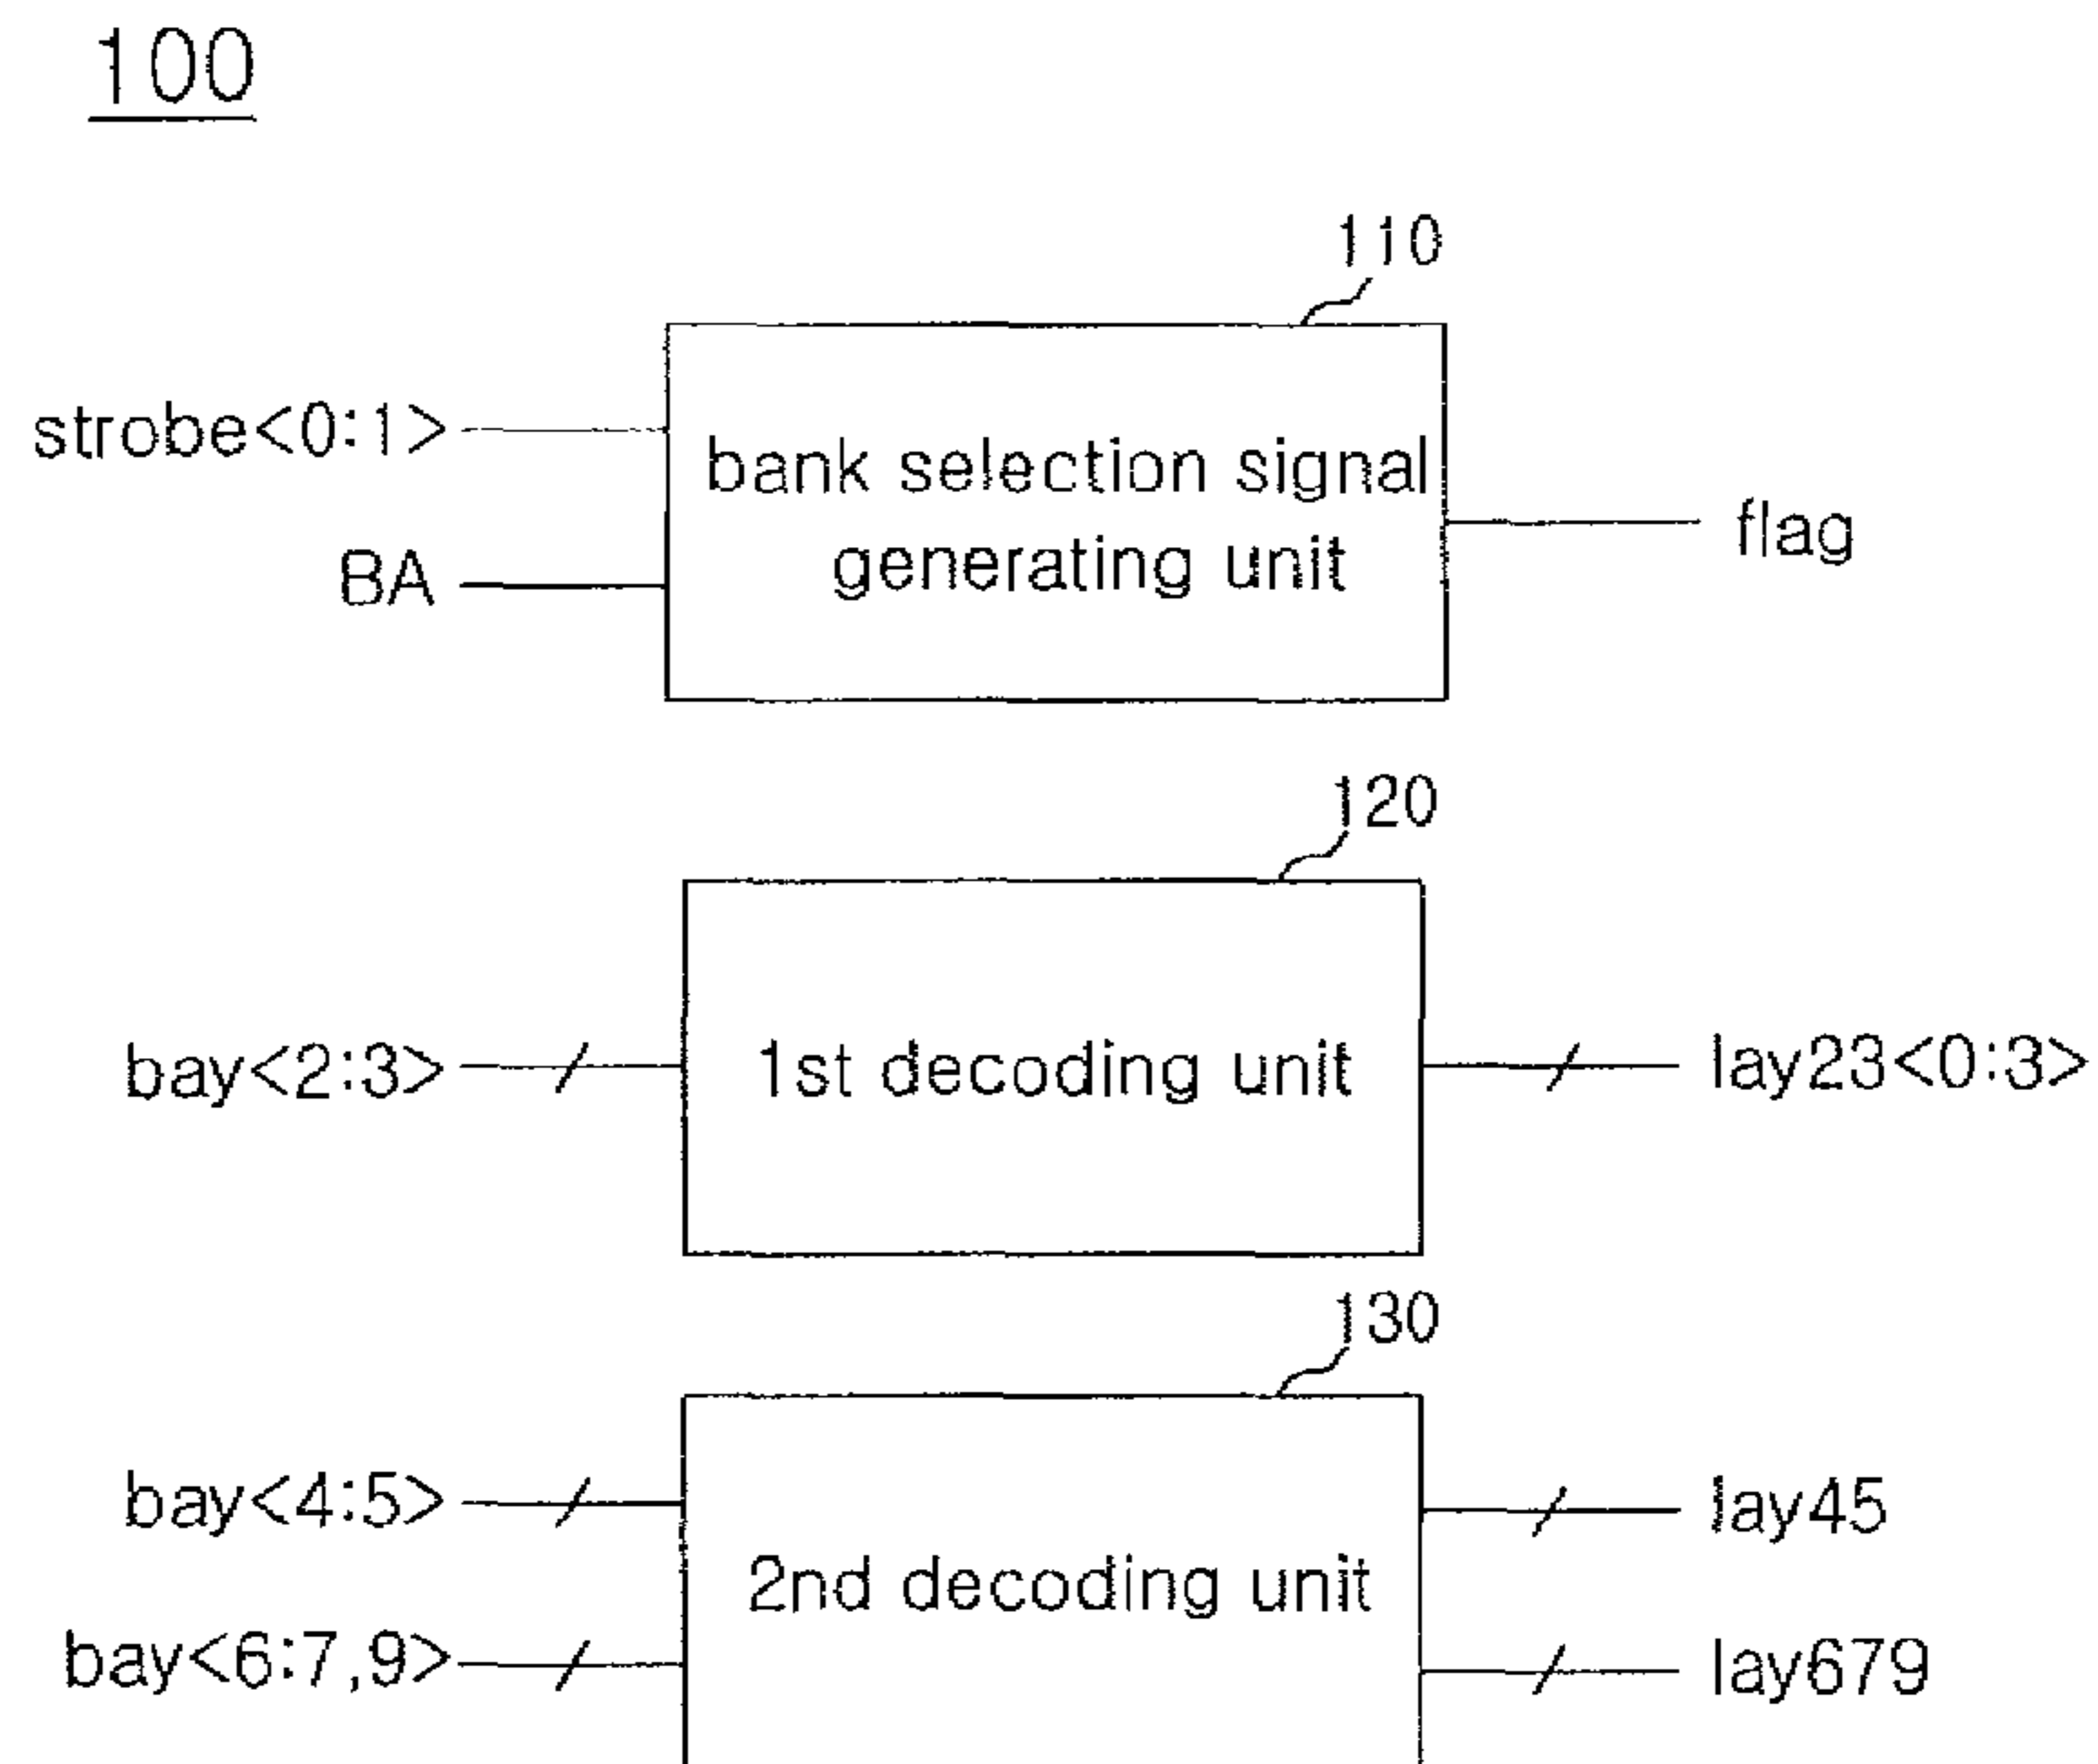 100
110
strobe<0:1>
bank selection signal
generating unit
BA
flag
120
bay<2:3>
1st decoding unit
lay23<0:3>
130
bay<4:5>
lay45
2nd decoding unit
bay<6:7,9>
lay679